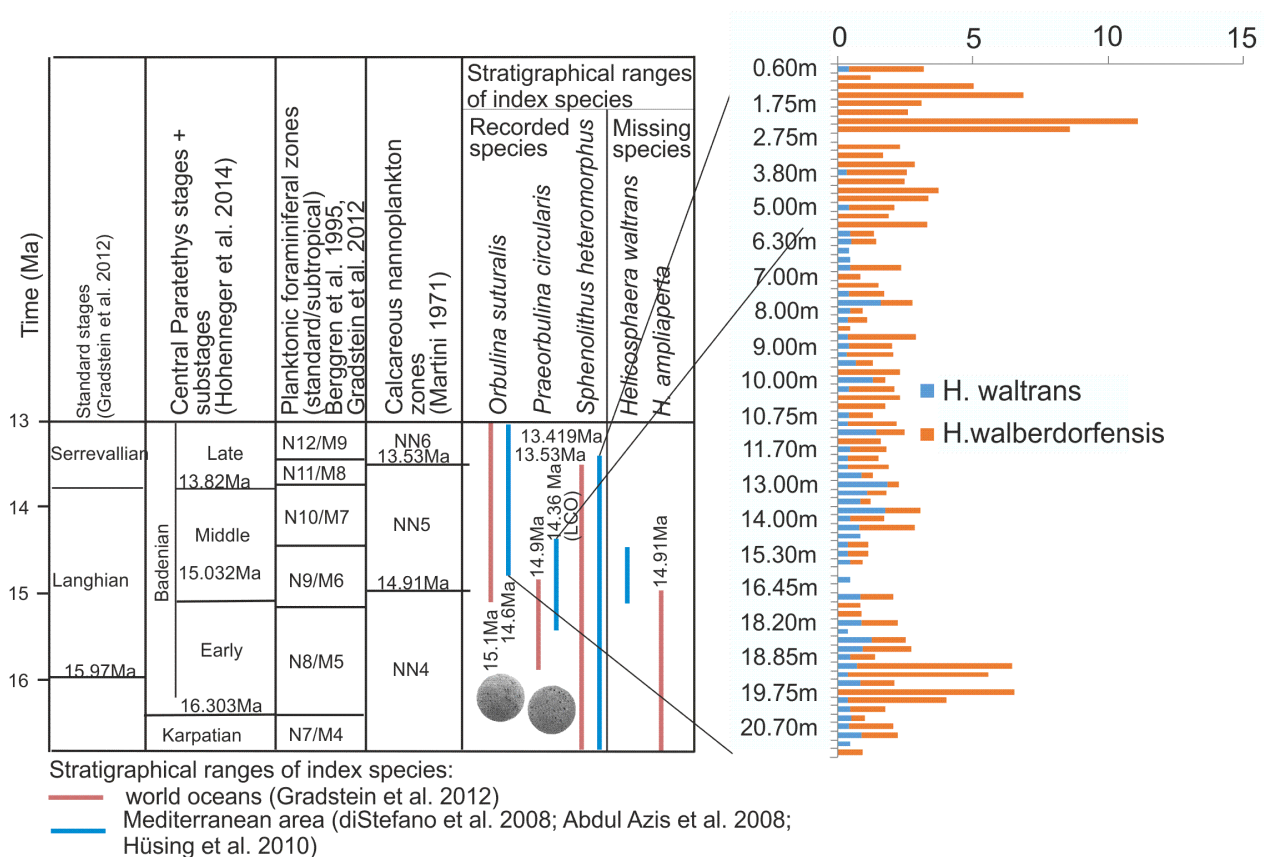 Time (Ma)
Standard stages
(Gradstein et al. 2012)
Central Paratethys stages +
substages
(Hohenneger et al. 2014)
Planktonic foraminiferal zones
(standard/subtropical)
Berggren et al. 1995,
Gradstein et al. 2012
Calcareous nannoplankton
zones
(Martini 1971)
Stratigraphical ranges
of index species
Recorded
species
Missing
species
Orbulina suturalis
Praeorbulina circularis
Sphenolithus heteromorphus
Helicosphaera waltrans
H. ampliaperta
13
14
15
16
Serrevallian
Langhian
15.97Ma
Badenian
Late
13.82Ma
Middle
15.032Ma
Early
16.303Ma
Karpatian
N12/M9
N11/M8
N10/M7
N9/M6
N8/M5
N7/M4
NN6
13.53Ma
NN5
14.91Ma
NN4
13.419Ma
13.53Ma
15.1Ma
14.6Ma
14.9Ma
14.36 Ma
(LCO)
14.91Ma
Stratigraphical ranges of index species:
world oceans (Gradstein et al. 2012)
Mediterranean area (diStefano et al. 2008; Abdul Azis et al. 2008;
Hüsing et al. 2010)
0 5 10 15
0.60m
1.75m
2.75m
3.80m
5.00m
6.30m
7.00m
8.00m
9.00m
10.00m
10.75m
11.70m
13.00m
14.00m
15.30m
16.45m
18.20m
18.85m
19.75m
20.70m
H. waltrans
H.walberdorfensis